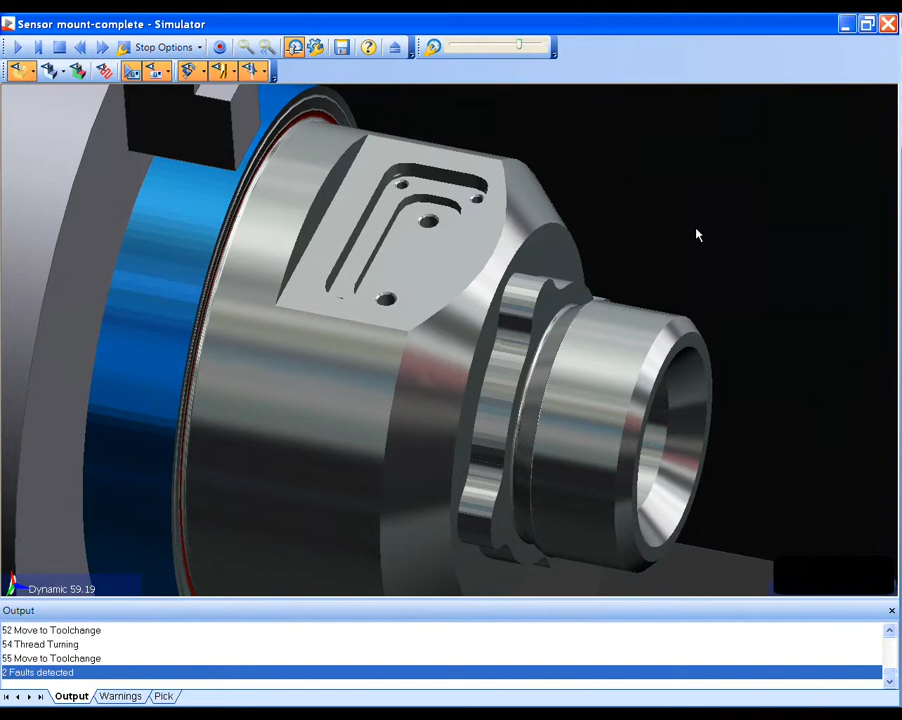 Sensor mount-complete - Simulator
Stop Options
Dynamic 59.19
Output
52 Move to Toolchange
54 Thread Turning
55 Move to Toolchange
2 Faults detected
Output Warnings Pick